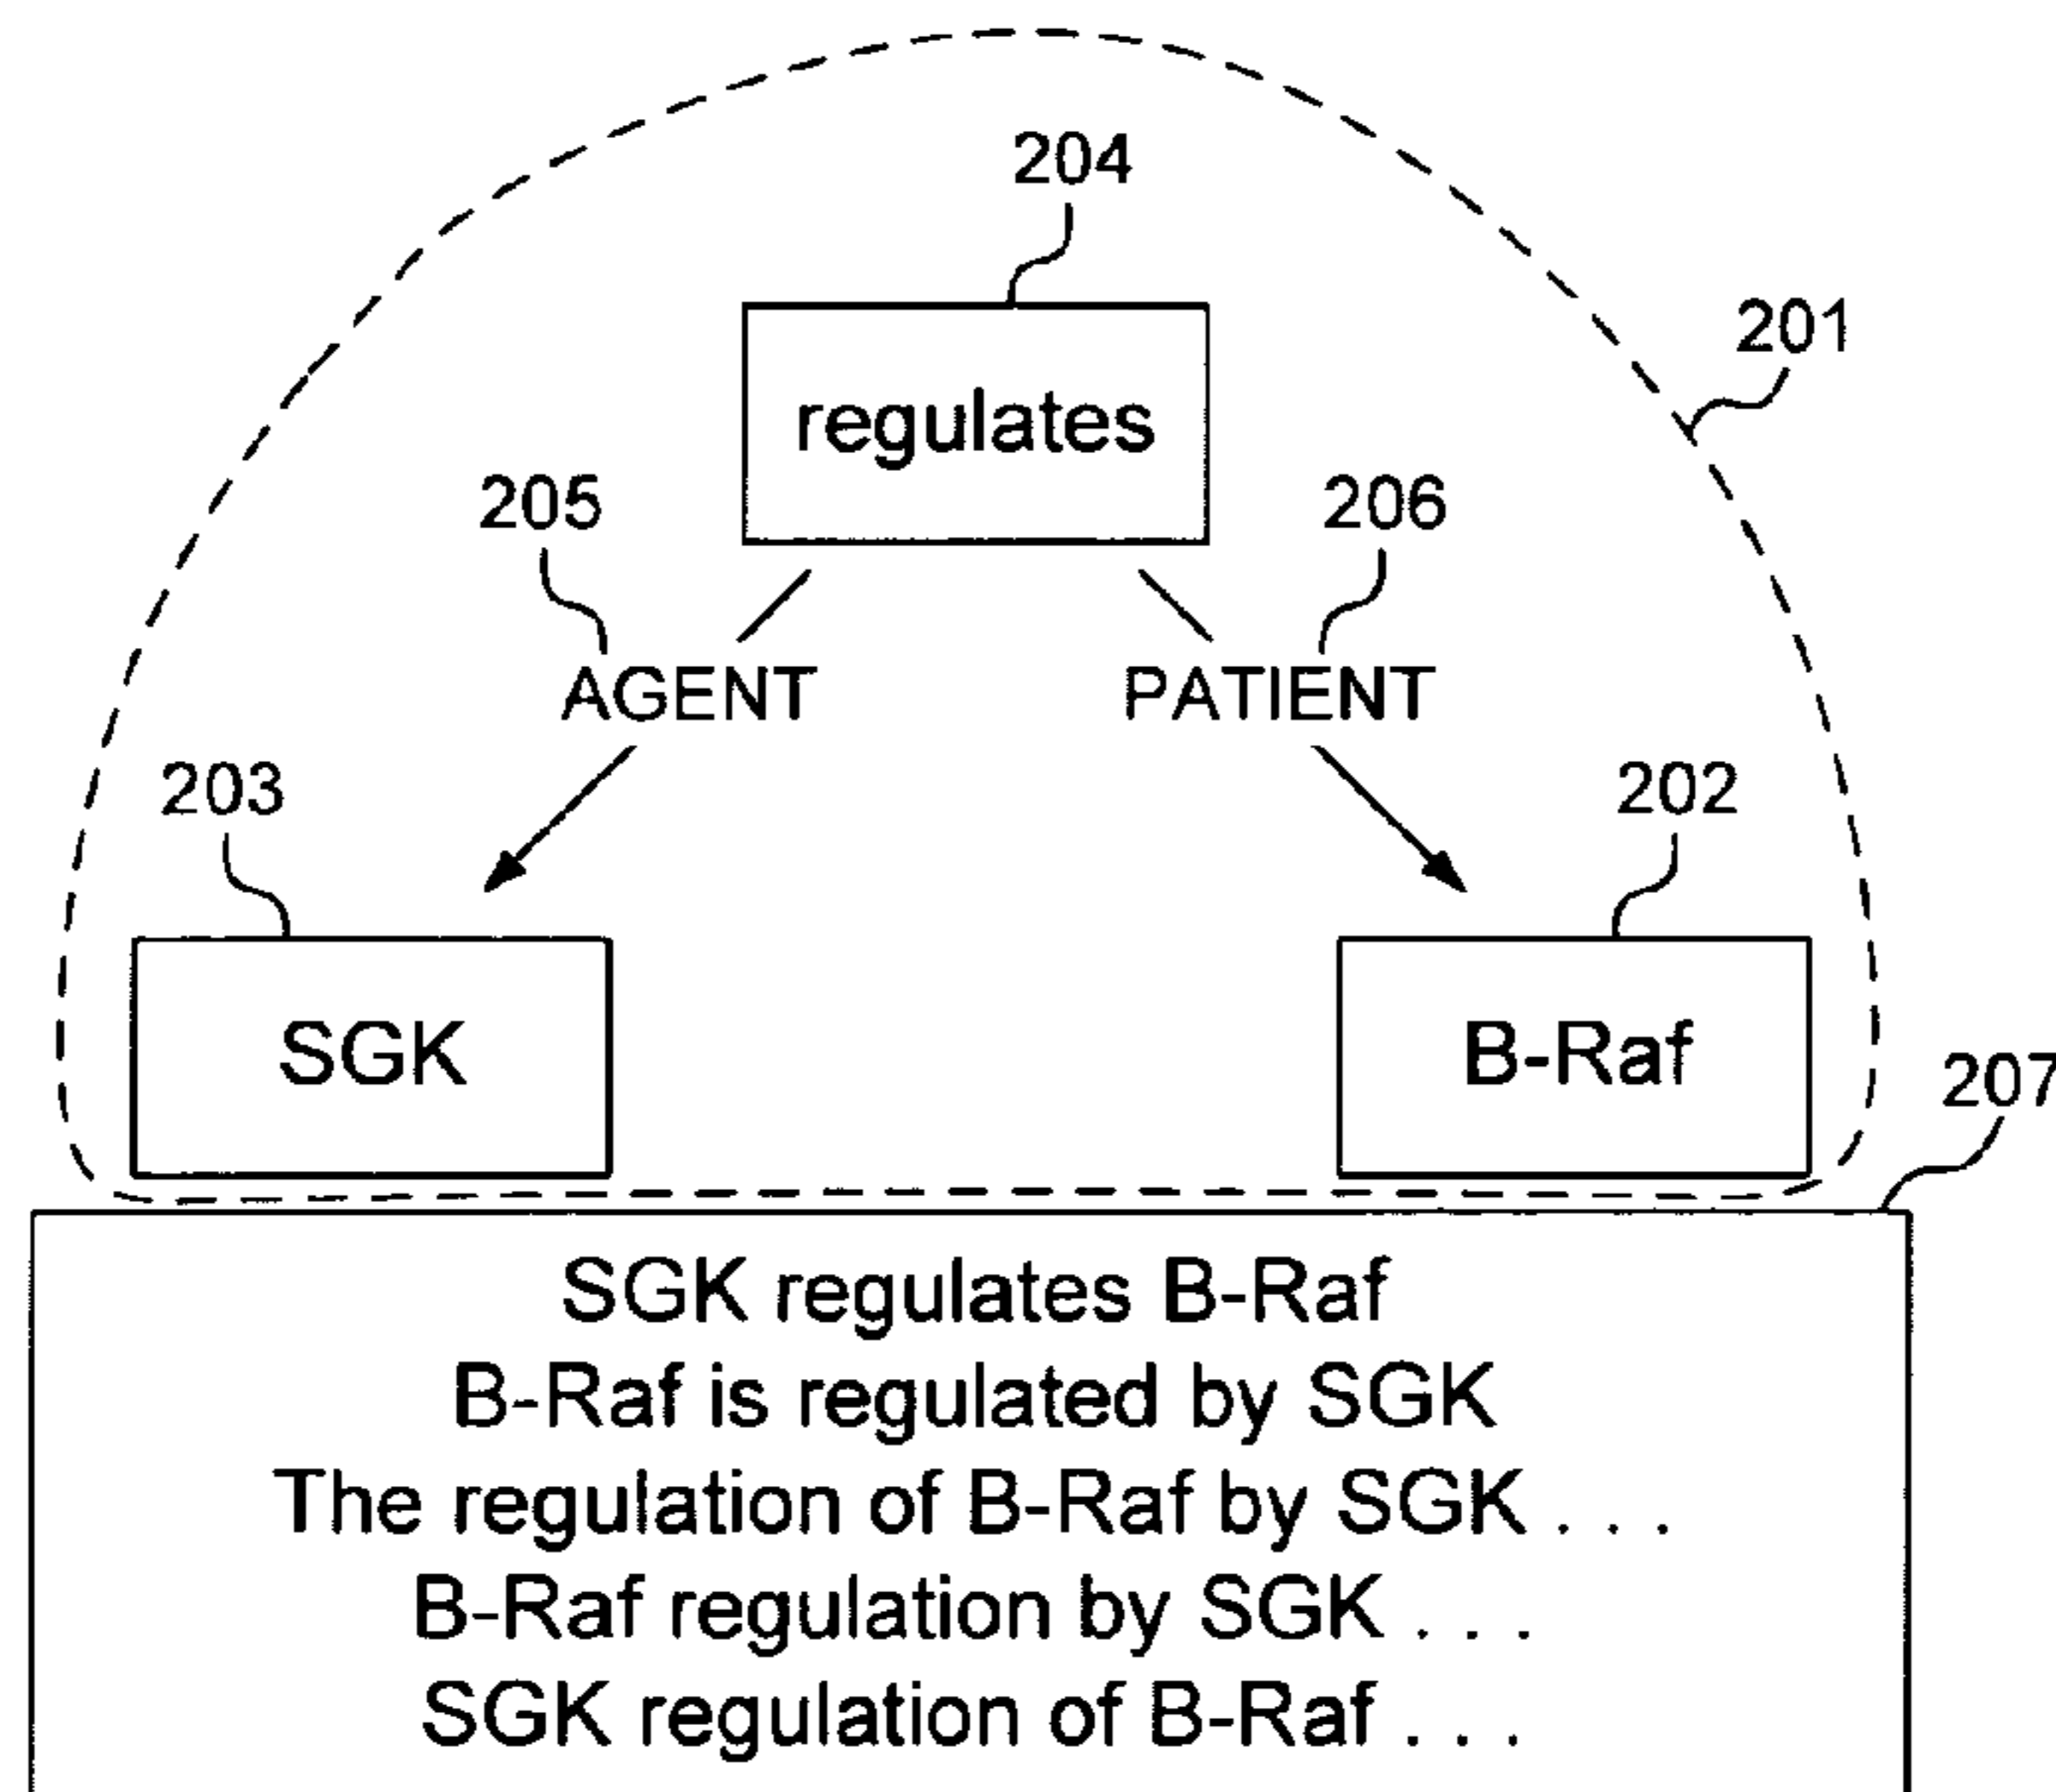 204
201
regulates
205
206
AGENT
PATIENT
203
202
SGK
B-Raf
207
SGK regulates B-Raf
B-Raf is regulated by SGK
The regulation of B-Raf by SGK . . .
B-Raf regulation by SGK . . .
SGK regulation of B-Raf . . .